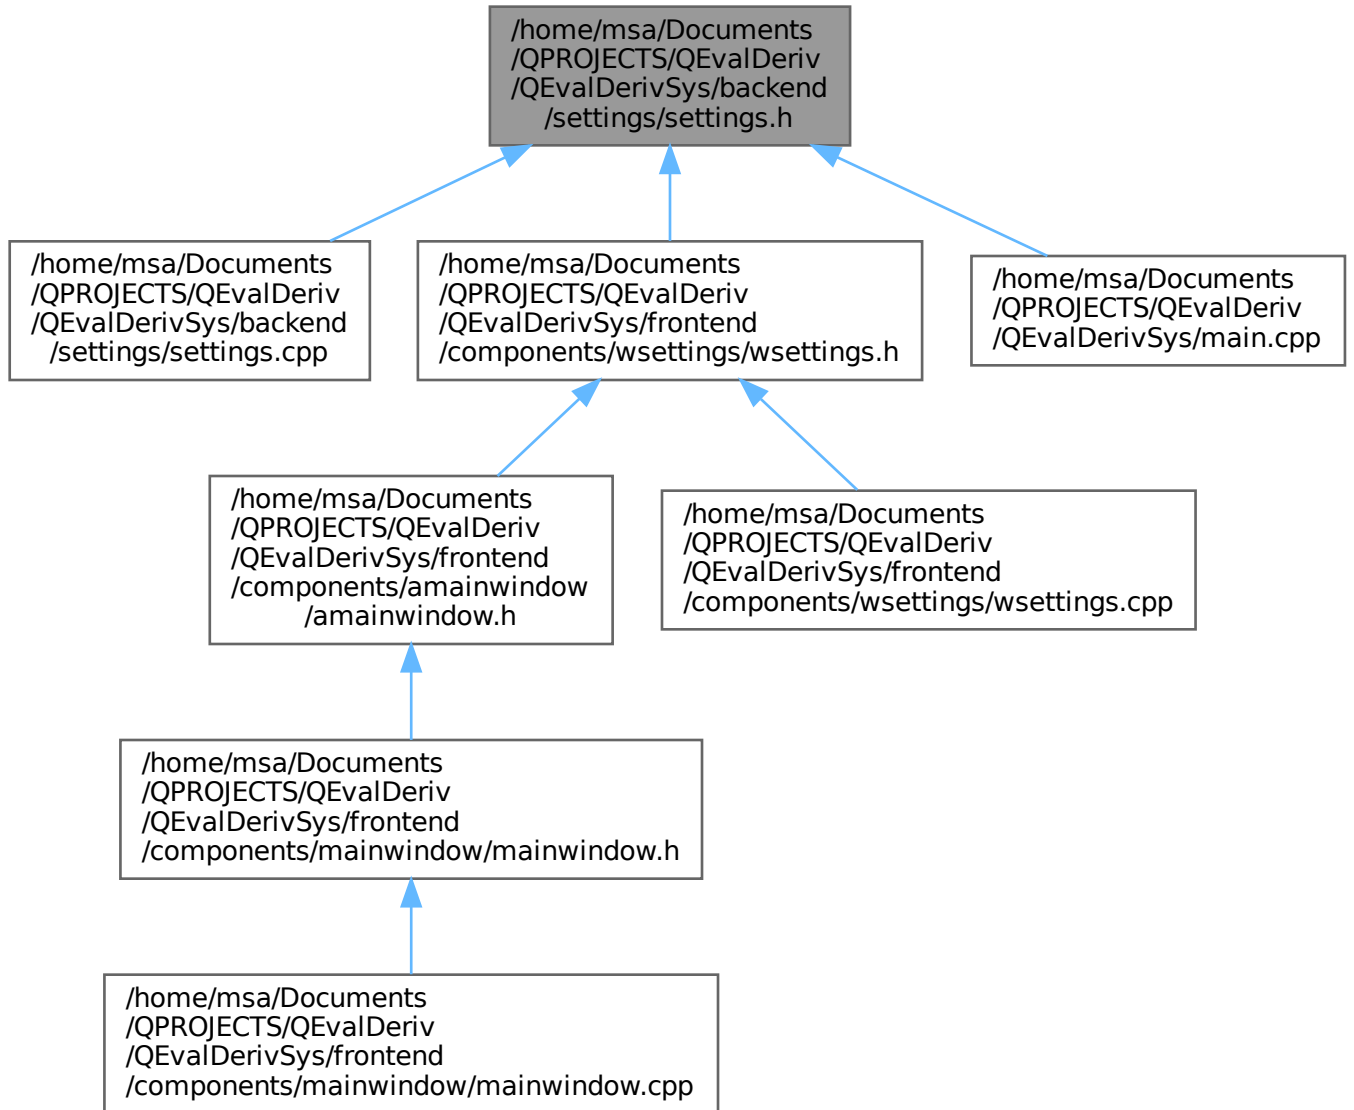 /home/msa/Documents
/QPROJECTS/QEvalDeriv
/QEvalDerivSys/backend
/settings/settings.h
/home/msa/Documents
/QPROJECTS/QEvalDeriv
/QEvalDerivSys/backend
/settings/settings.cpp
/home/msa/Documents
/QPROJECTS/QEvalDeriv
/QEvalDerivSys/frontend
/components/wsettings/wsettings.h
/home/msa/Documents
/QPROJECTS/QEvalDeriv
/QEvalDerivSys/main.cpp
/home/msa/Documents
/QPROJECTS/QEvalDeriv
/QEvalDerivSys/frontend
/components/amainwindow
/amainwindow.h
/home/msa/Documents
/QPROJECTS/QEvalDeriv
/QEvalDerivSys/frontend
/components/wsettings/wsettings.cpp
/home/msa/Documents
/QPROJECTS/QEvalDeriv
/QEvalDerivSys/frontend
/components/mainwindow/mainwindow.h
/home/msa/Documents
/QPROJECTS/QEvalDeriv
/QEvalDerivSys/frontend
/components/mainwindow/mainwindow.cpp